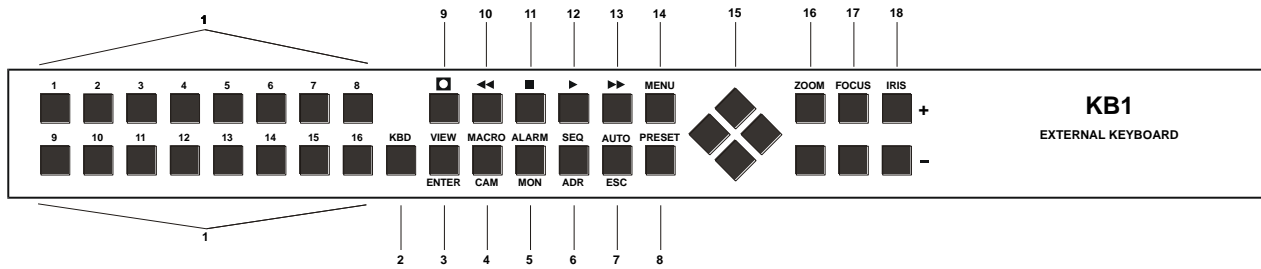 1 9 10 11 12 13 14 15 16 17 18
1 2 3 4 5 6 7 8 MENU ZOOM FOCUS IRIS
+
KB1
EXTERNAL KEYBOARD
9 10 11 12 13 14 15 16 KBD VIEW MACRO ALARM SEQ AUTO PRESET
–
ENTER CAM MON ADR ESC
1
2 3 4 5 6 7 8